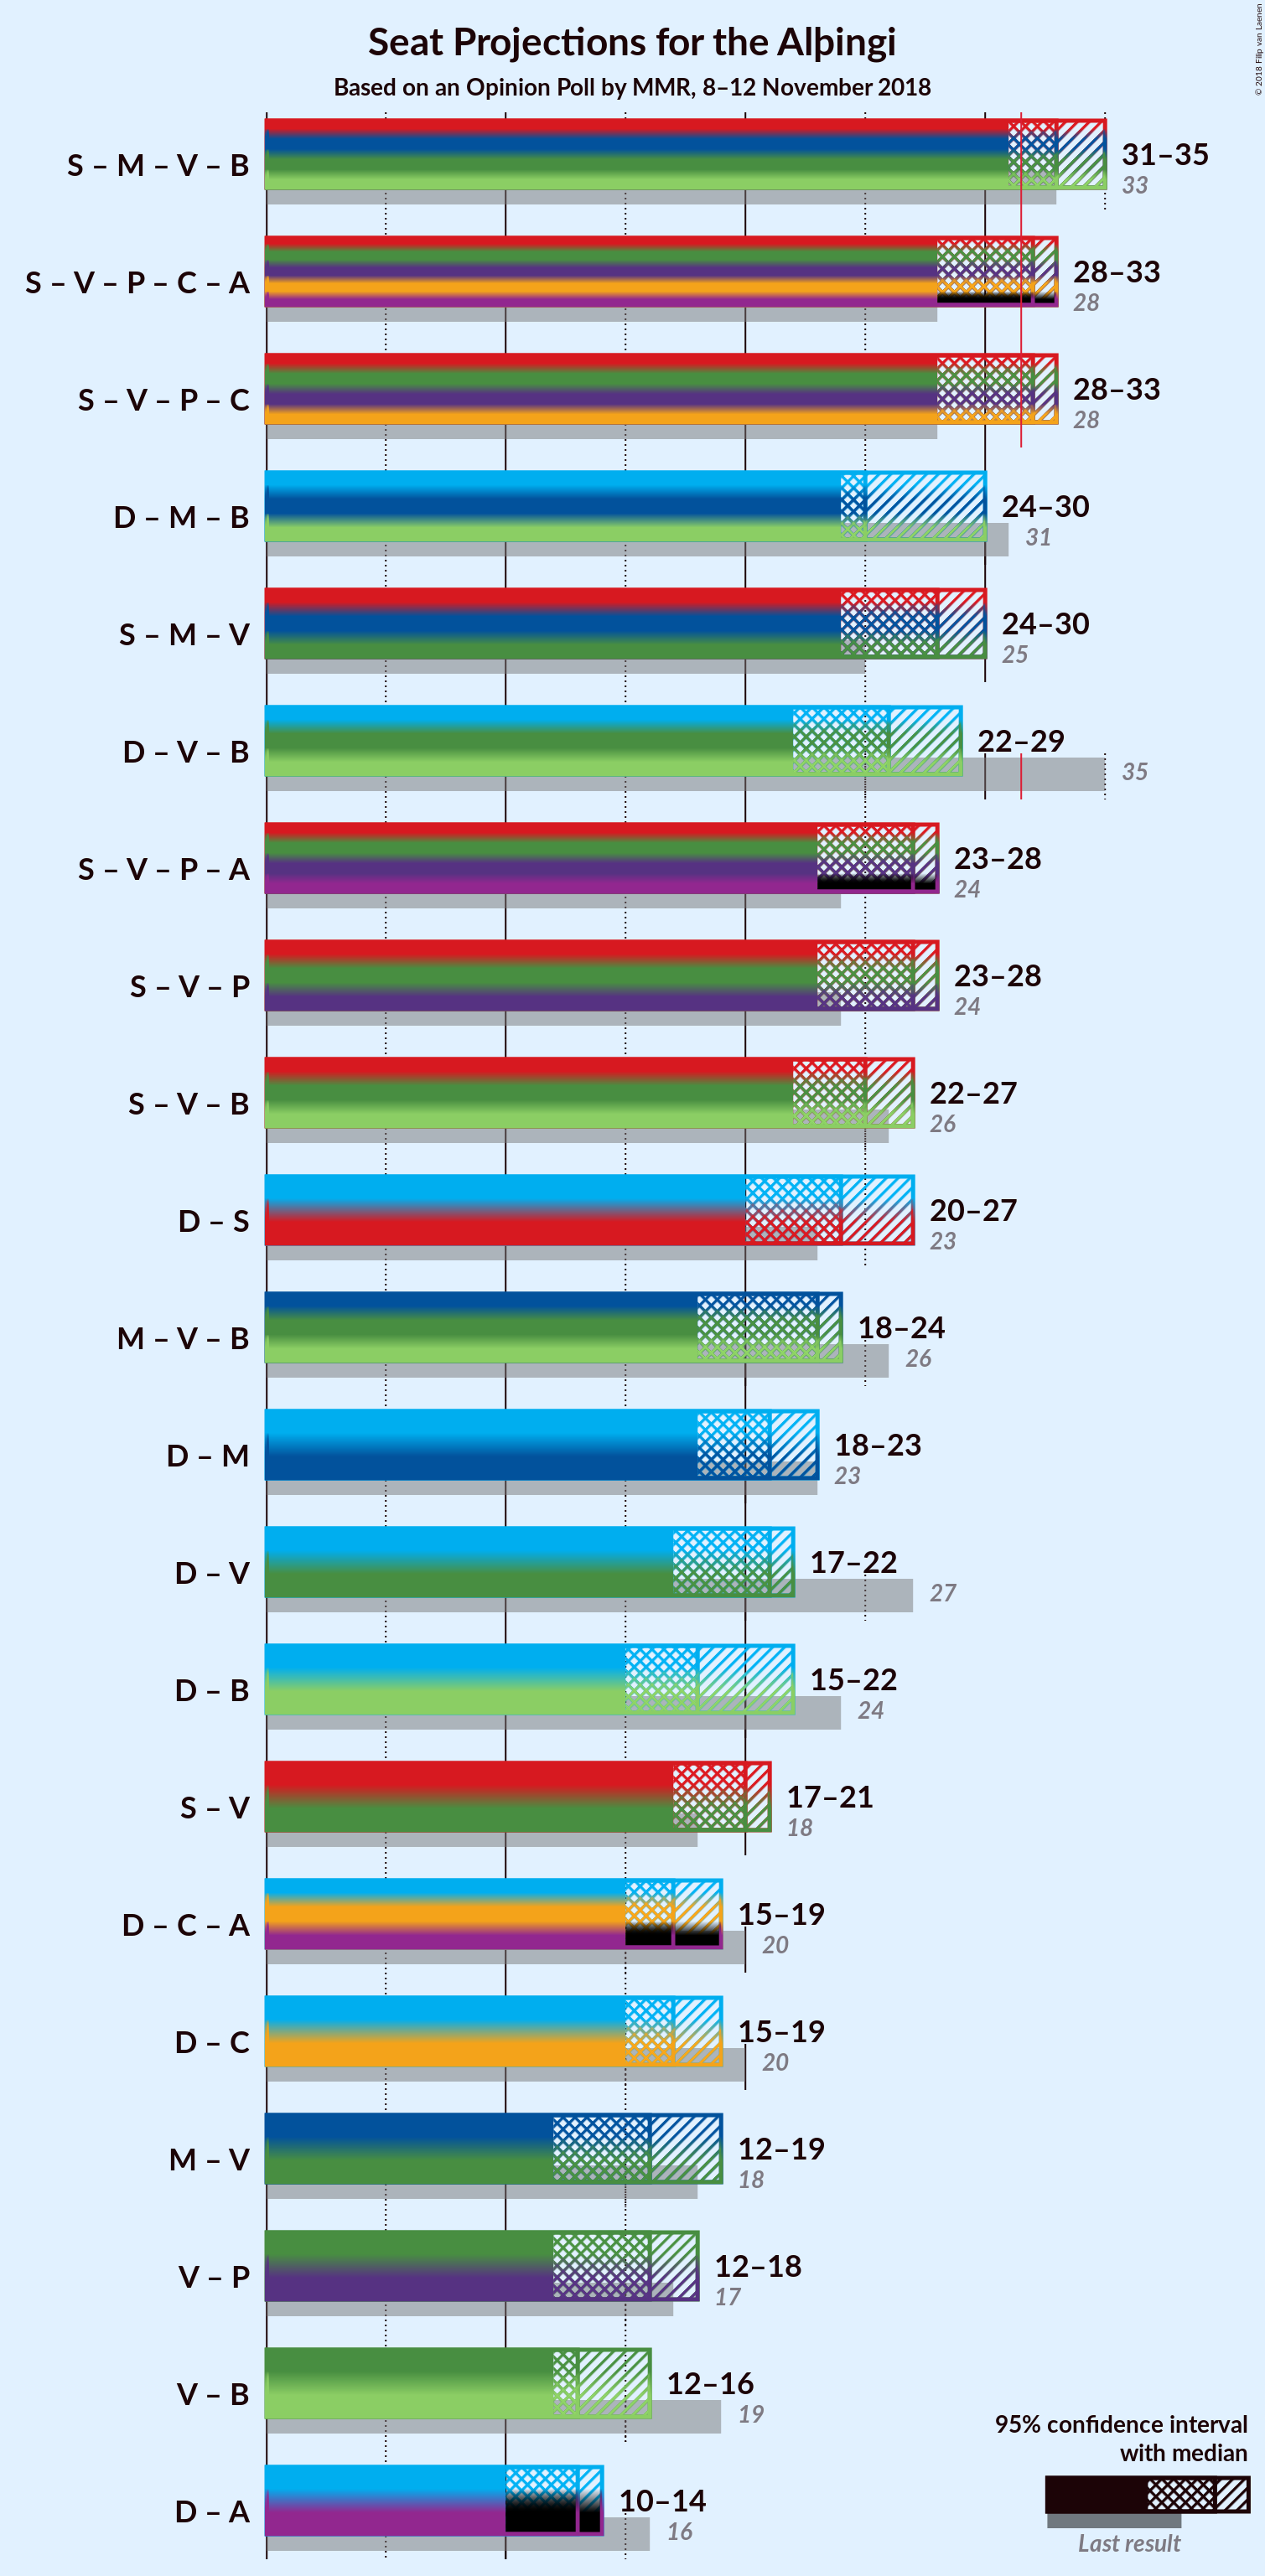 Seat Projections for the Alþingi
Based on an Opinion Poll by MMR, 8–12 November 2018
© 2018 Filip van Laenen
S – M – V – B
31–35
33
S – V – P – C – A
28–33
28
S – V – P – C
28–33
28
D – M – B
24–30
31
S – M – V
24–30
25
D – V – B
22–29
35
S – V – P – A
23–28
24
S – V – P
23–28
24
S – V – B
22–27
26
D – S
20–27
23
M – V – B
18–24
26
D – M
18–23
23
D – V
17–22
27
D – B
15–22
24
S – V
17–21
18
D – C – A
15–19
20
D – C
15–19
20
M – V
12–19
18
V – P
12–18
17
V – B
12–16
19
D – A
10–14
16
95% confidence interval
with median
Last result